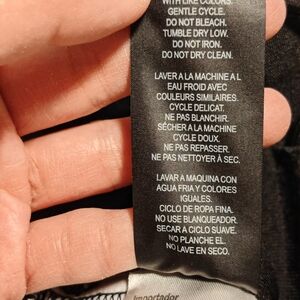 WITH LIKE COLORS.
GENTLE CYCLE.
DO NOT BLEACH.
TUMBLE DRY LOW.
DO NOT IRON.
DO NOT DRY CLEAN.
LAVER A LA MACHINE A L
EAU FROID AVEC
COULEURS SIMILAIRES.
CYCLE DELICAT.
NE PAS BLANCHIR.
SÉCHER A LA MACHINE
CYCLE DOUX.
NE PAS REPASSER.
NE PAS NETTOYER À SEC.
LAVAR A MAQUINA CON
AGUA FRIA Y COLORES
IGUALES.
CICLO DE ROPA FINA.
NO USE BLANQUEADOR.
SECAR A CICLO SUAVE.
NO PLANCHE EL.
NO LAVE EN SECO.
Importador